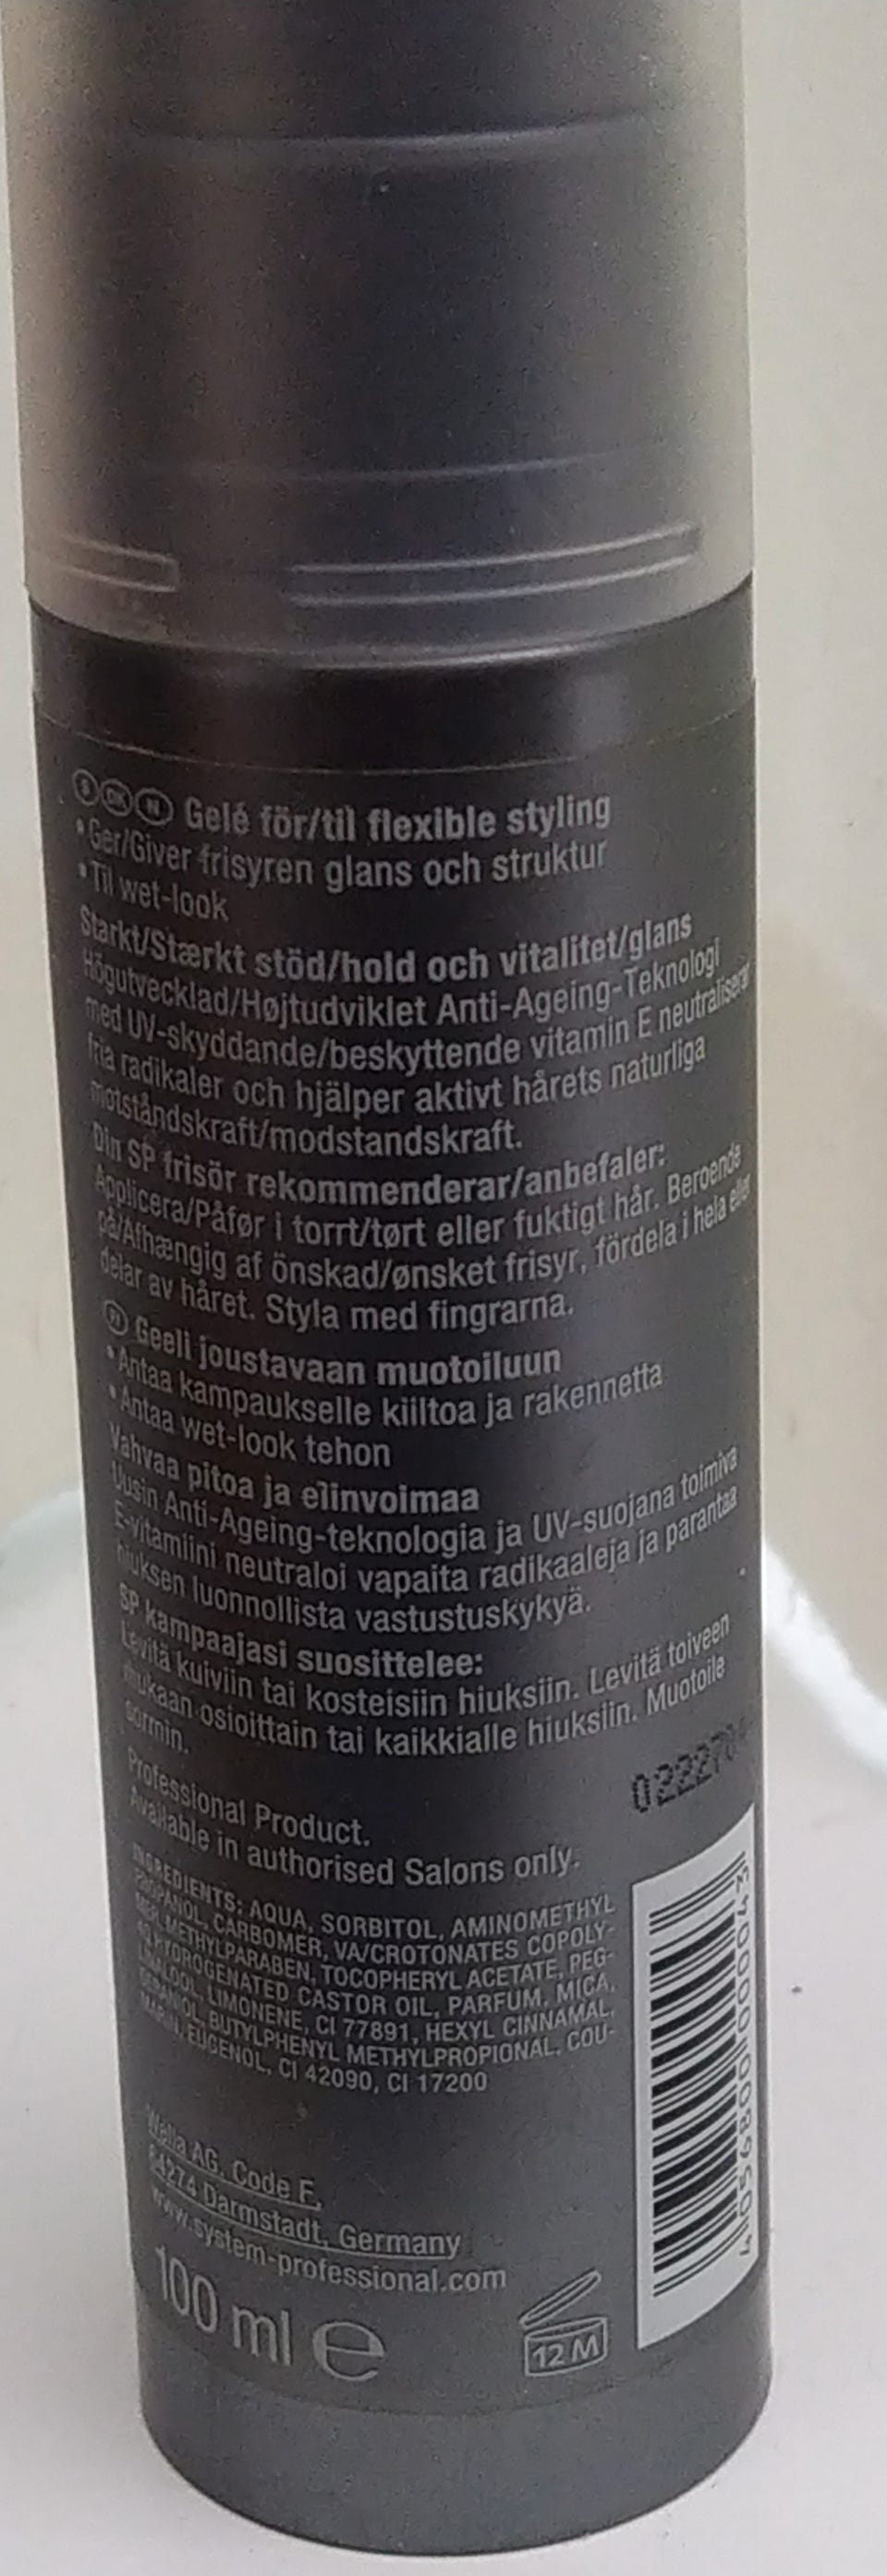 S DK N Gelé för/til flexible styling
• Ger/Giver frisyren glans och struktur
• Til wet-look
Starkt/Stærkt stöd/hold och vitalitet/glans
Högutvecklad/Højtudviklet Anti-Ageing-Teknologi
med UV-skyddande/beskyttende vitamin E neutraliserar
fria radikaler och hjälper aktivt hårets naturliga
motståndskraft/modstandskraft.
Din SP frisör rekommenderar/anbefaler:
Applicera/Påfør i torrt/tørt eller fuktigt hår. Beroende
på/Afhængig af önskad/ønsket frisyr, fördela i hela eller
delar av håret. Styla med fingrarna.
FI Geeli joustavaan muotoiluun
• Antaa kampaukselle kiiltoa ja rakennetta
• Antaa wet-look tehon
Vahvaa pitoa ja elinvoimaa
Uusin Anti-Ageing-teknologia ja UV-suojana toimiva
E-vitamiini neutraloi vapaita radikaaleja ja parantaa
hiuksen luonnollista vastustuskykyä.
SP kampaajasi suosittelee:
Levitä kuiviin tai kosteisiin hiuksiin. Levitä toiveen
mukaan osioittain tai kaikkialle hiuksiin. Muotoile
sormin.
Professional Product.
Available in authorised Salons only.
INGREDIENTS: AQUA, SORBITOL, AMINOMETHYL
PROPANOL, CARBOMER, VA/CROTONATES COPOLY-
MER, METHYLPARABEN, TOCOPHERYL ACETATE, PEG-
40 HYDROGENATED CASTOR OIL, PARFUM, MICA,
LINALOOL, LIMONENE, CI 77891, HEXYL CINNAMAL,
GERANIOL, BUTYLPHENYL METHYLPROPIONAL, COU-
MARIN, EUGENOL, CI 42090, CI 17200
Wella AG, Code F,
64274 Darmstadt, Germany
www.system-professional.com
100 ml e
12 M
4 056800 000043